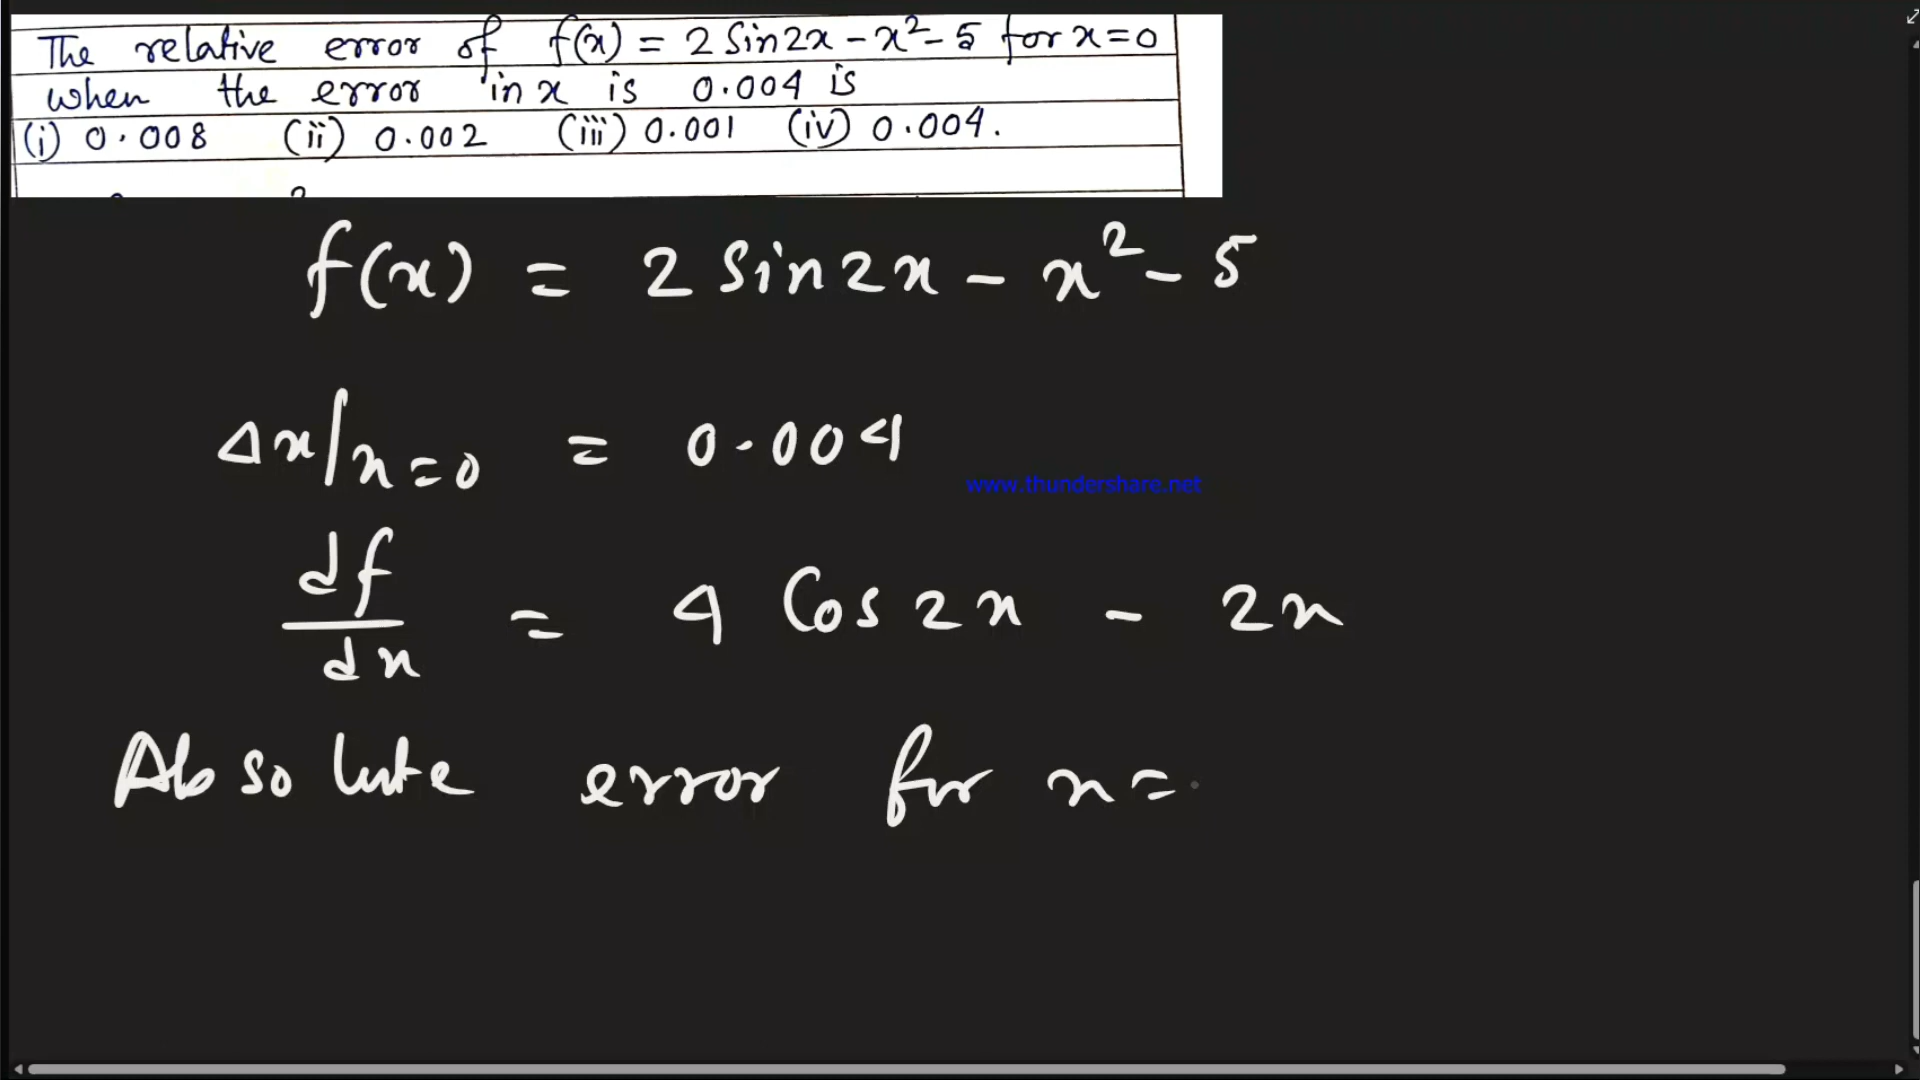 The relative error of f(x) = 2 Sin2x - x² - 5 for x = 0
when the error in x is 0.004 is
(i) 0.008 (ii) 0.002 (iii) 0.001 (iv) 0.004.
f(x) = 2 Sin 2x - x² - 5
Δx/x=0 = 0.004
www.thundershare.net
df/dx = 4 Cos 2x - 2x
Absolute error for x =